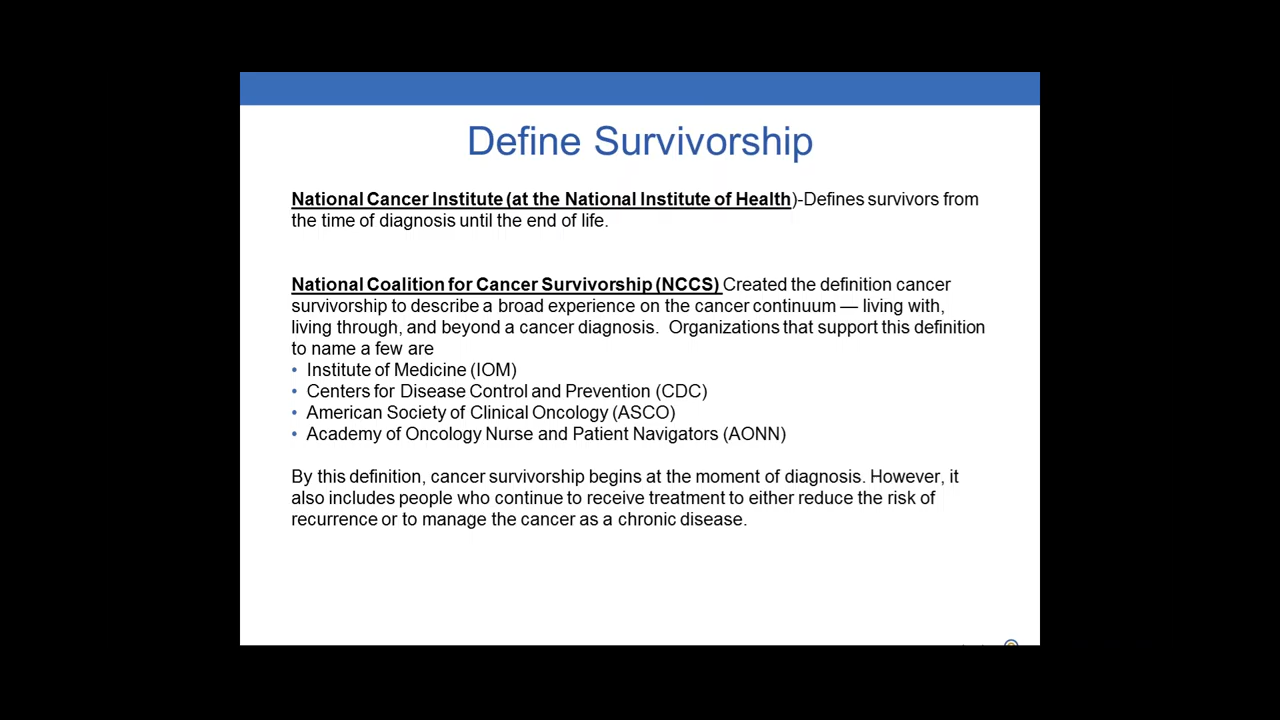 Define Survivorship
National Cancer Institute (at the National Institute of Health)-Defines survivors from
the time of diagnosis until the end of life.
National Coalition for Cancer Survivorship (NCCS) Created the definition cancer
survivorship to describe a broad experience on the cancer continuum — living with,
living through, and beyond a cancer diagnosis.  Organizations that support this definition
to name a few are
• Institute of Medicine (IOM)
• Centers for Disease Control and Prevention (CDC)
• American Society of Clinical Oncology (ASCO)
• Academy of Oncology Nurse and Patient Navigators (AONN)
By this definition, cancer survivorship begins at the moment of diagnosis. However, it
also includes people who continue to receive treatment to either reduce the risk of
recurrence or to manage the cancer as a chronic disease.